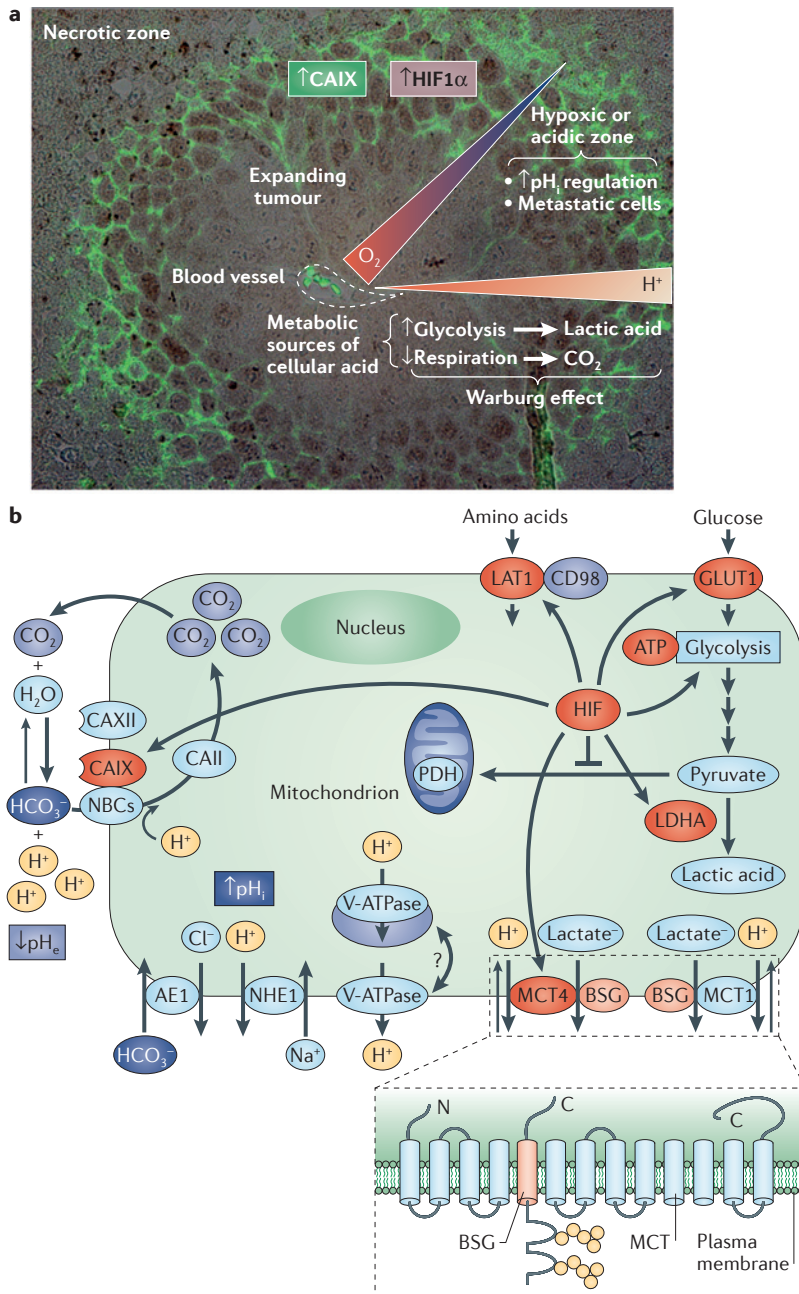 a
Necrotic zone
↑CAIX
↑HIF1α
Hypoxic or
acidic zone
• ↑pHᵢ regulation
• Metastatic cells
Expanding
tumour
O₂
Blood vessel
H⁺
Metabolic
sources of
cellular acid
↑Glycolysis → Lactic acid
↓Respiration → CO₂
Warburg effect
b
Amino acids
Glucose
LAT1
CD98
GLUT1
CO₂
CO₂
CO₂
CO₂
Nucleus
ATP
Glycolysis
+
H₂O
CAXII
HIF
CAIX
CAII
PDH
Pyruvate
Mitochondrion
HCO₃⁻
NBCs
LDHA
+
H⁺
H⁺
H⁺
H⁺
H⁺
Lactic acid
↑pHᵢ
V-ATPase
↓pHₑ
Cl⁻
H⁺
H⁺
Lactate⁻
Lactate⁻
H⁺
?
AE1
NHE1
V-ATPase
MCT4
BSG
BSG
MCT1
HCO₃⁻
Na⁺
H⁺
N
C
C
BSG
MCT
Plasma
membrane